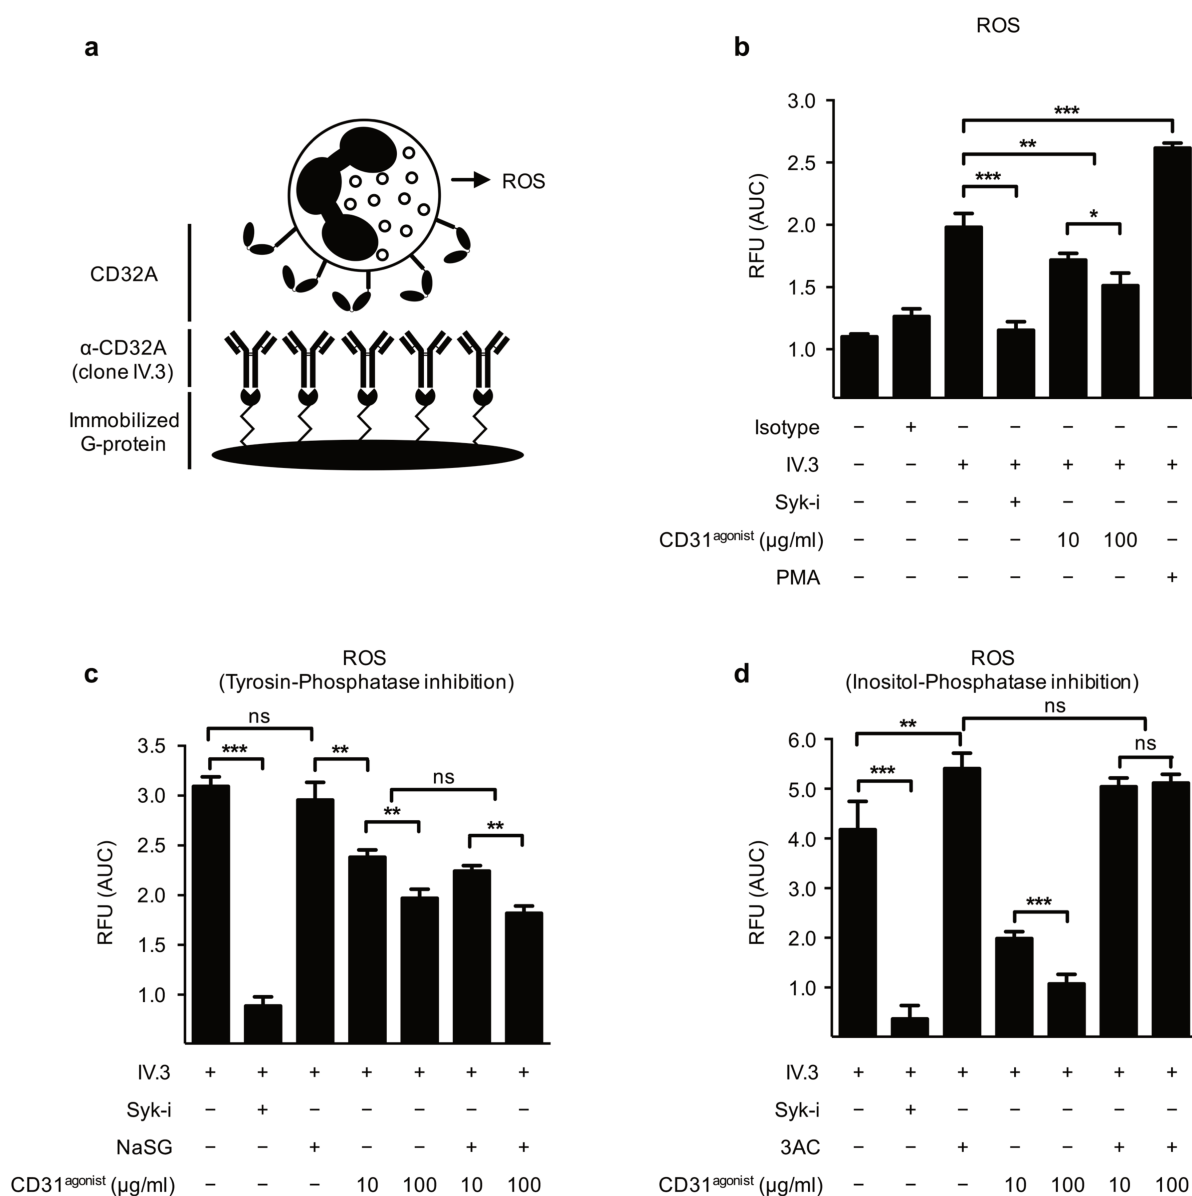 a
ROS
CD32A
α-CD32A
(clone IV.3)
Immobilized
G-protein
b
ROS
RFU (AUC)
3.0
2.5
2.0
1.5
1.0
***
**
***
*
Isotype − + − − − − −
IV.3 − − + + + + +
Syk-i − − − + − − −
CD31agonist (µg/ml) − − − − 10 100 −
PMA − − − − − − +
c
ROS
(Tyrosin-Phosphatase inhibition)
RFU (AUC)
3.5
3.0
2.5
2.0
1.5
1.0
ns
***
**
ns
**
**
IV.3 + + + + + + +
Syk-i − + − − − − −
NaSG − − + − − + +
CD31agonist (µg/ml) − − − 10 100 10 100
d
ROS
(Inositol-Phosphatase inhibition)
RFU (AUC)
6.0
5.0
4.0
3.0
2.0
1.0
ns
**
ns
***
***
IV.3 + + + + + + +
Syk-i − + − − − − −
3AC − − + − − + +
CD31agonist (µg/ml) − − − 10 100 10 100